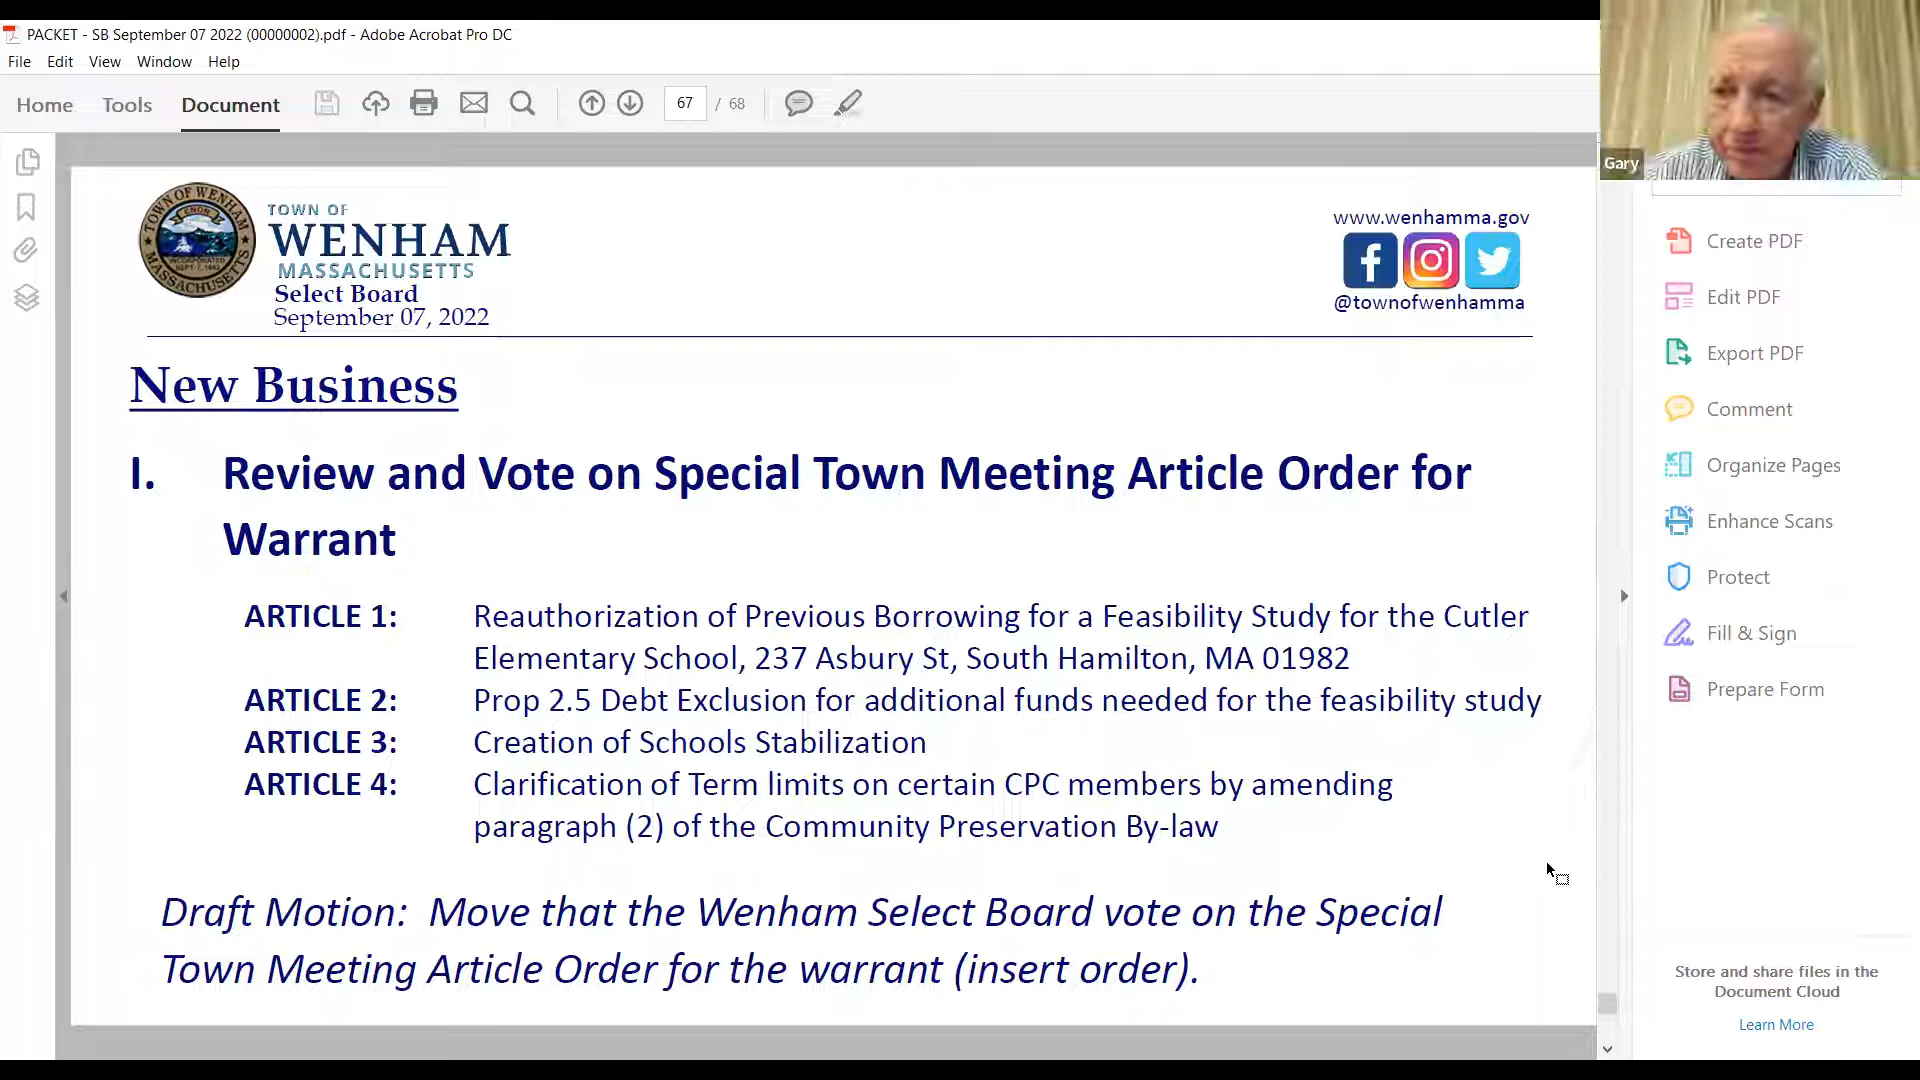 PACKET - SB September 07 2022 (00000002).pdf - Adobe Acrobat Pro DC
File Edit View Window Help
Home Tools Document 67 / 68
Gary
TOWN OF WENHAM
MASSACHUSETTS
TOWN OF
WENHAM
MASSACHUSETTS
Select Board
September 07, 2022
www.wenhamma.gov
@townofwenhamma
New Business
I. Review and Vote on Special Town Meeting Article Order for
Warrant
ARTICLE 1: Reauthorization of Previous Borrowing for a Feasibility Study for the Cutler
Elementary School, 237 Asbury St, South Hamilton, MA 01982
ARTICLE 2: Prop 2.5 Debt Exclusion for additional funds needed for the feasibility study
ARTICLE 3: Creation of Schools Stabilization
ARTICLE 4: Clarification of Term limits on certain CPC members by amending
paragraph (2) of the Community Preservation By-law
Draft Motion: Move that the Wenham Select Board vote on the Special
Town Meeting Article Order for the warrant (insert order).
Create PDF
Edit PDF
Export PDF
Comment
Organize Pages
Enhance Scans
Protect
Fill & Sign
Prepare Form
Store and share files in the
Document Cloud
Learn More